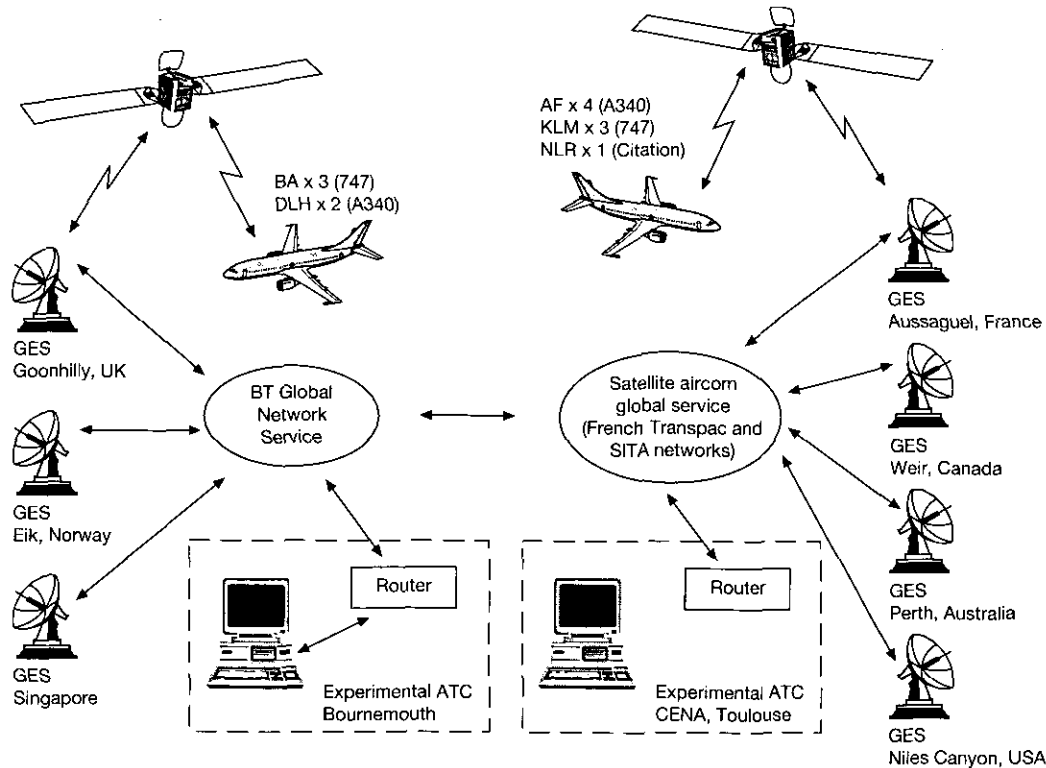 AF x 4 (A340)
KLM x 3 (747)
NLR x 1 (Citation)
BA x 3 (747)
DLH x 2 (A340)
GES
Goonhilly, UK
GES
Eik, Norway
GES
Singapore
BT Global
Network
Service
Satellite aircom
global service
(French Transpac and
SITA networks)
GES
Aussaguel, France
GES
Weir, Canada
GES
Perth, Australia
GES
Niles Canyon, USA
Router
Experimental ATC
Bournemouth
Router
Experimental ATC
CENA, Toulouse